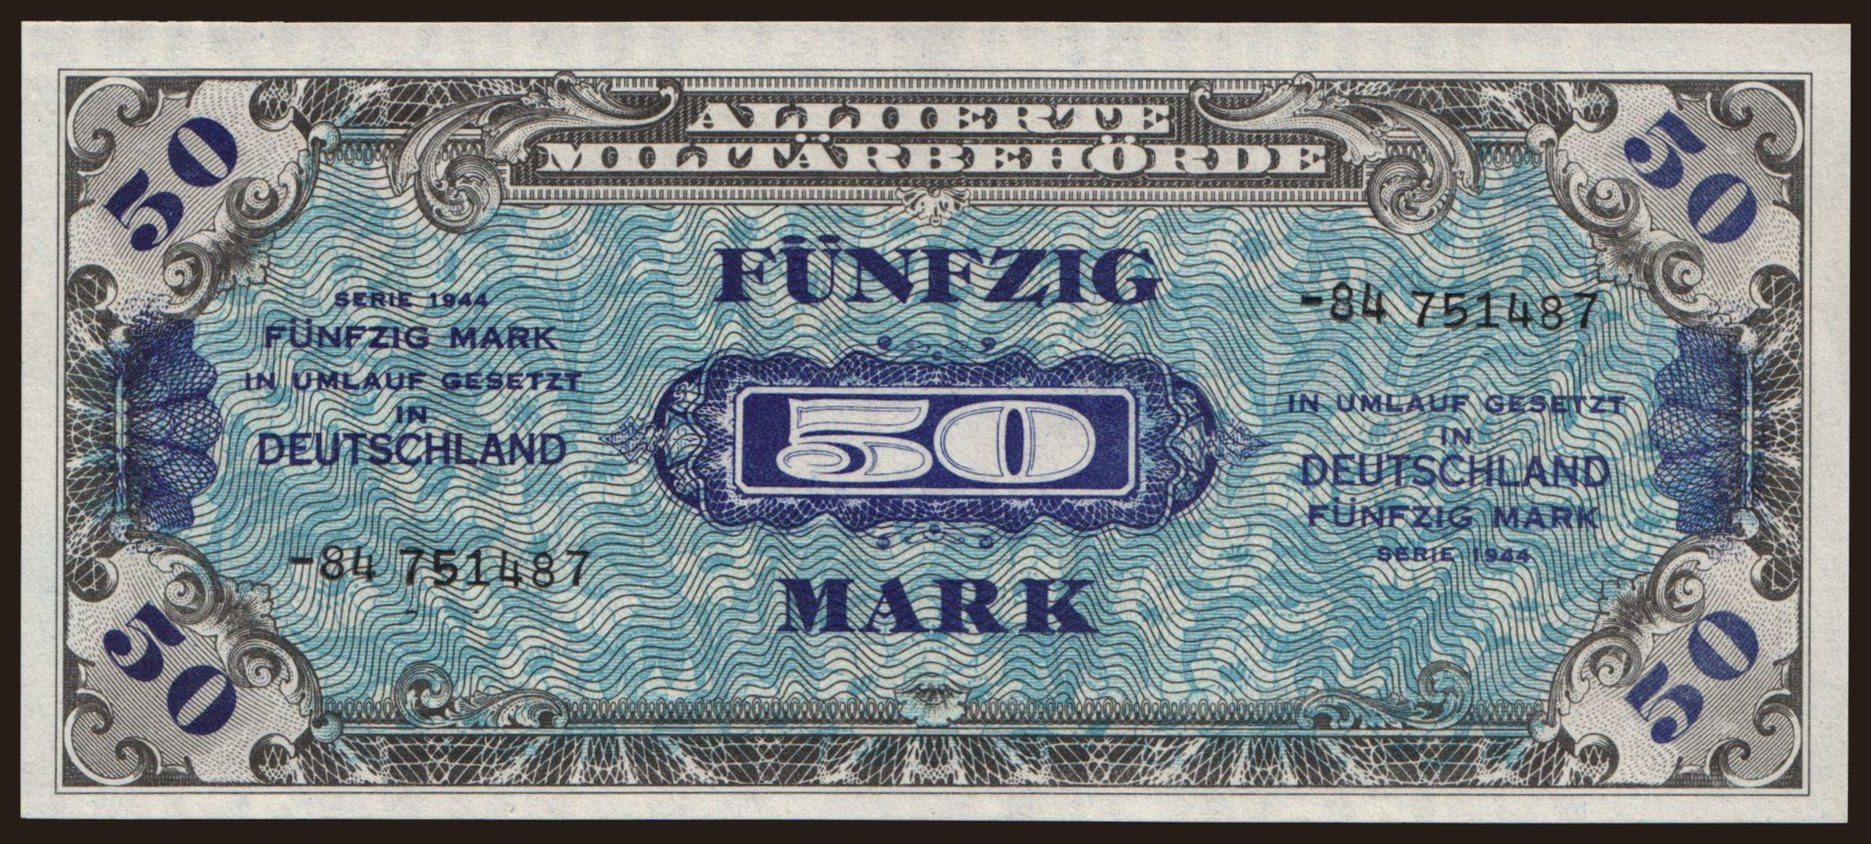 50
ALLIIERTE
MILITÄRBEHÖRDE
50
FÜNFZIG
SERIE 1944
FÜNFZIG MARK
IN UMLAUF GESETZT
IN
DEUTSCHLAND
-84 751487
50
-84 751487
IN UMLAUF GESETZT
IN
DEUTSCHLAND
FÜNFZIG MARK
SERIE 1944
MARK
50
50